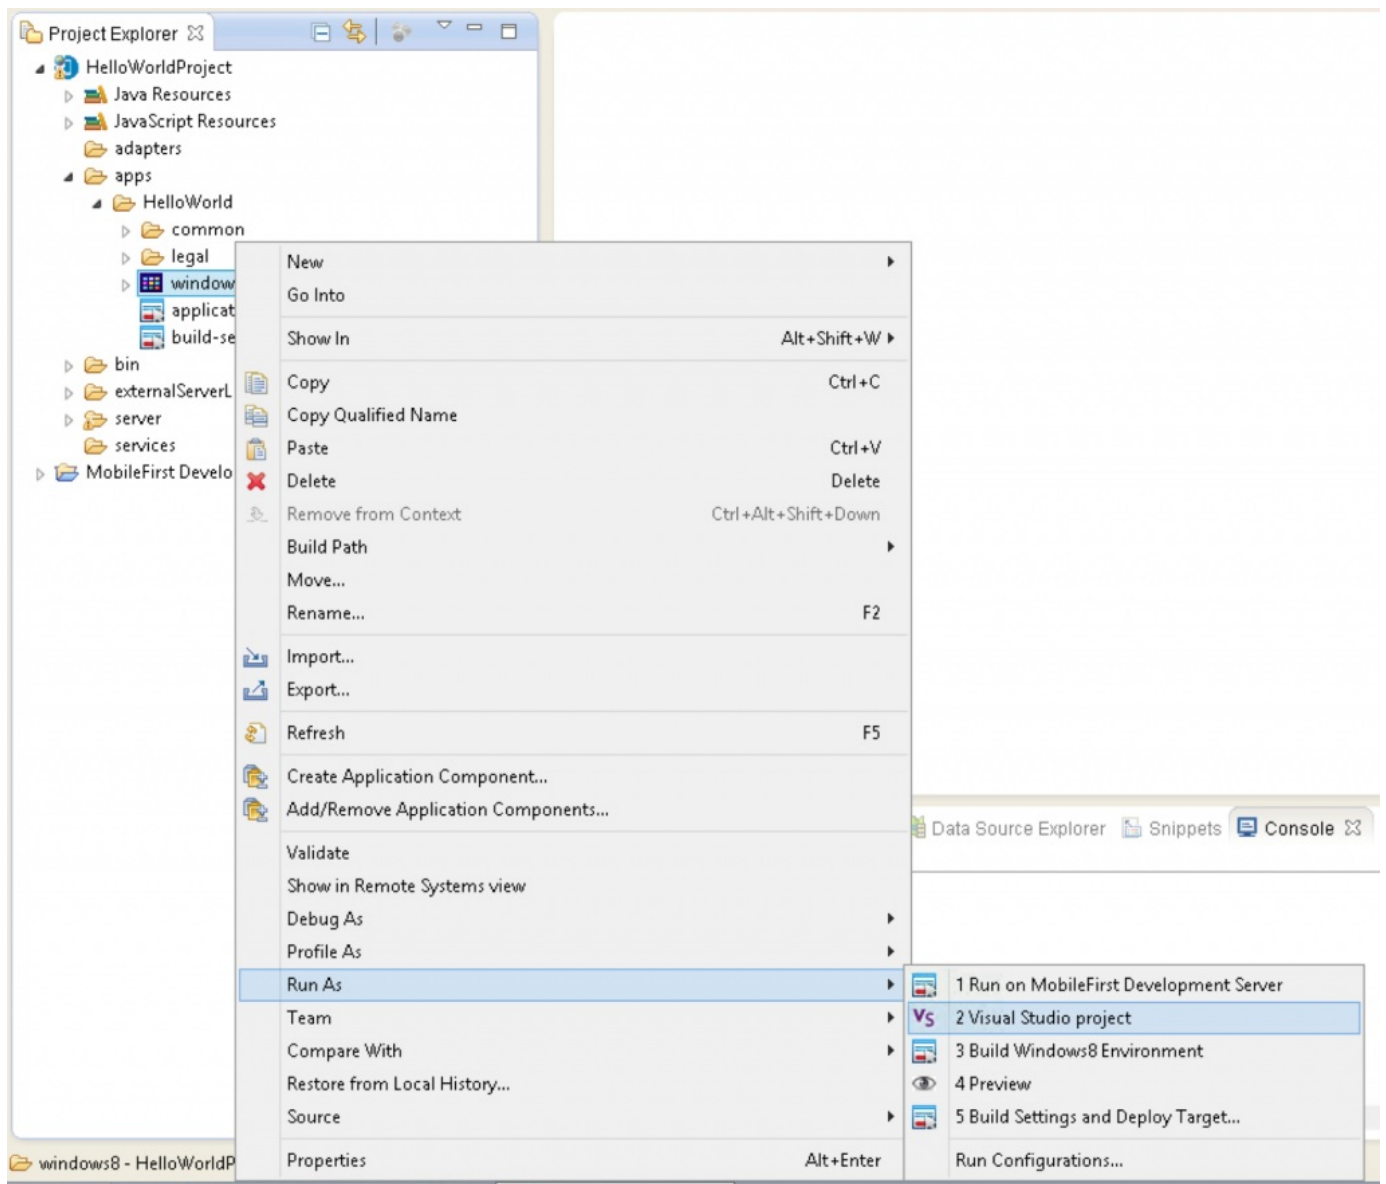 Project Explorer
HelloWorldProject
Java Resources
JavaScript Resources
adapters
apps
HelloWorld
common
legal
window
applicat
build-se
bin
externalServerL
server
services
MobileFirst Develo
New
Go Into
Show In Alt+Shift+W
Copy Ctrl+C
Copy Qualified Name
Paste Ctrl+V
Delete Delete
Remove from Context Ctrl+Alt+Shift+Down
Build Path
Move...
Rename... F2
Import...
Export...
Refresh F5
Create Application Component...
Add/Remove Application Components...
Validate
Show in Remote Systems view
Debug As
Profile As
Run As
Team
Compare With
Restore from Local History...
Source
Properties Alt+Enter
Data Source Explorer Snippets Console
1 Run on MobileFirst Development Server
VS 2 Visual Studio project
3 Build Windows8 Environment
4 Preview
5 Build Settings and Deploy Target...
Run Configurations...
windows8 - HelloWorldP